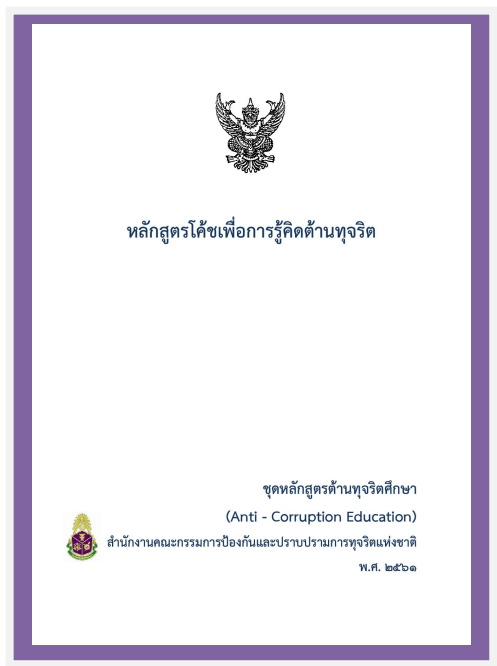 หลักสูตรโค้ชเพื่อการรู้คิดต้านทุจริต
ชุดหลักสูตรต้านทุจริตศึกษา
(Anti - Corruption Education)
สำนักงานคณะกรรมการป้องกันและปราบปรามการทุจริตแห่งชาติ
พ.ศ. ๒๕๖๑